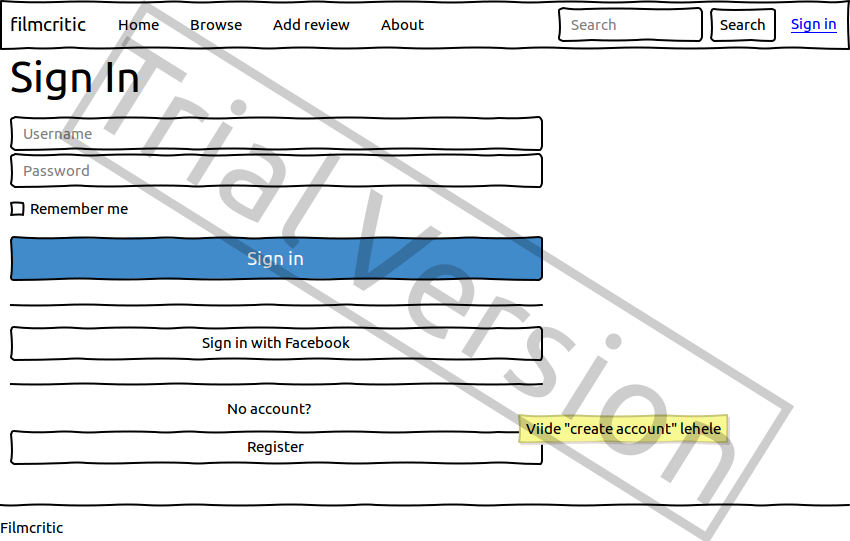 filmcritic Home Browse Add review About Search Search Sign in
Sign In
Username
Password
Remember me
Sign in
Sign in with Facebook
No account?
Viide "create account" lehele
Register
Filmcritic
Trial Version